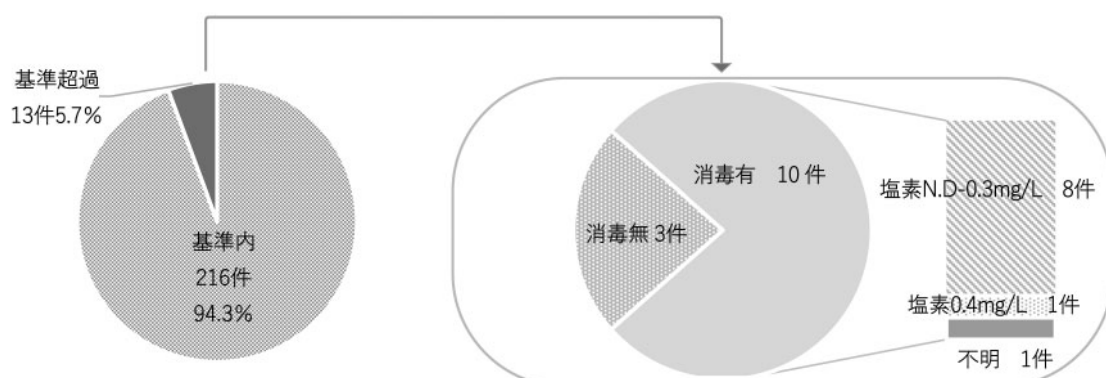 基準超過
13件5.7%
基準内
216件
94.3%
消毒有　10 件
消毒無 3件
塩素N.D-0.3mg/L　8件
塩素0.4mg/L　1件
不明　1件